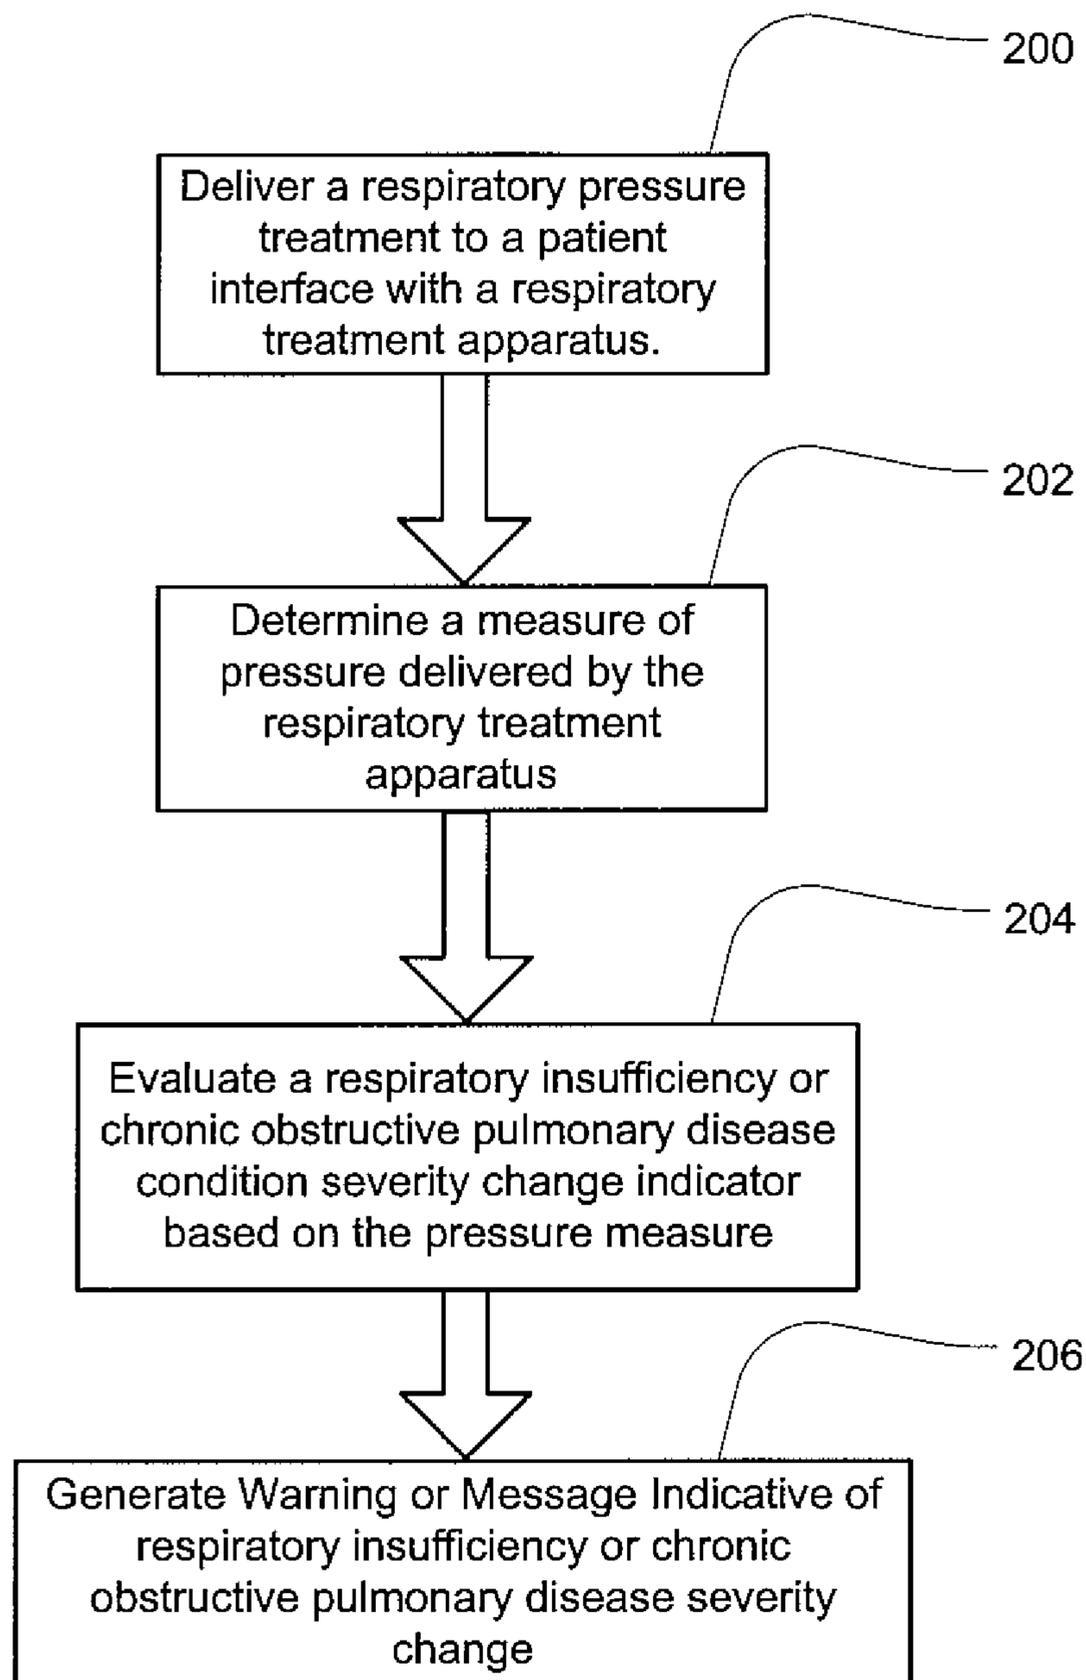 200
Deliver a respiratory pressure
treatment to a patient
interface with a respiratory
treatment apparatus.
202
Determine a measure of
pressure delivered by the
respiratory treatment
apparatus
204
Evaluate a respiratory insufficiency or
chronic obstructive pulmonary disease
condition severity change indicator
based on the pressure measure
206
Generate Warning or Message Indicative of
respiratory insufficiency or chronic
obstructive pulmonary disease severity
change